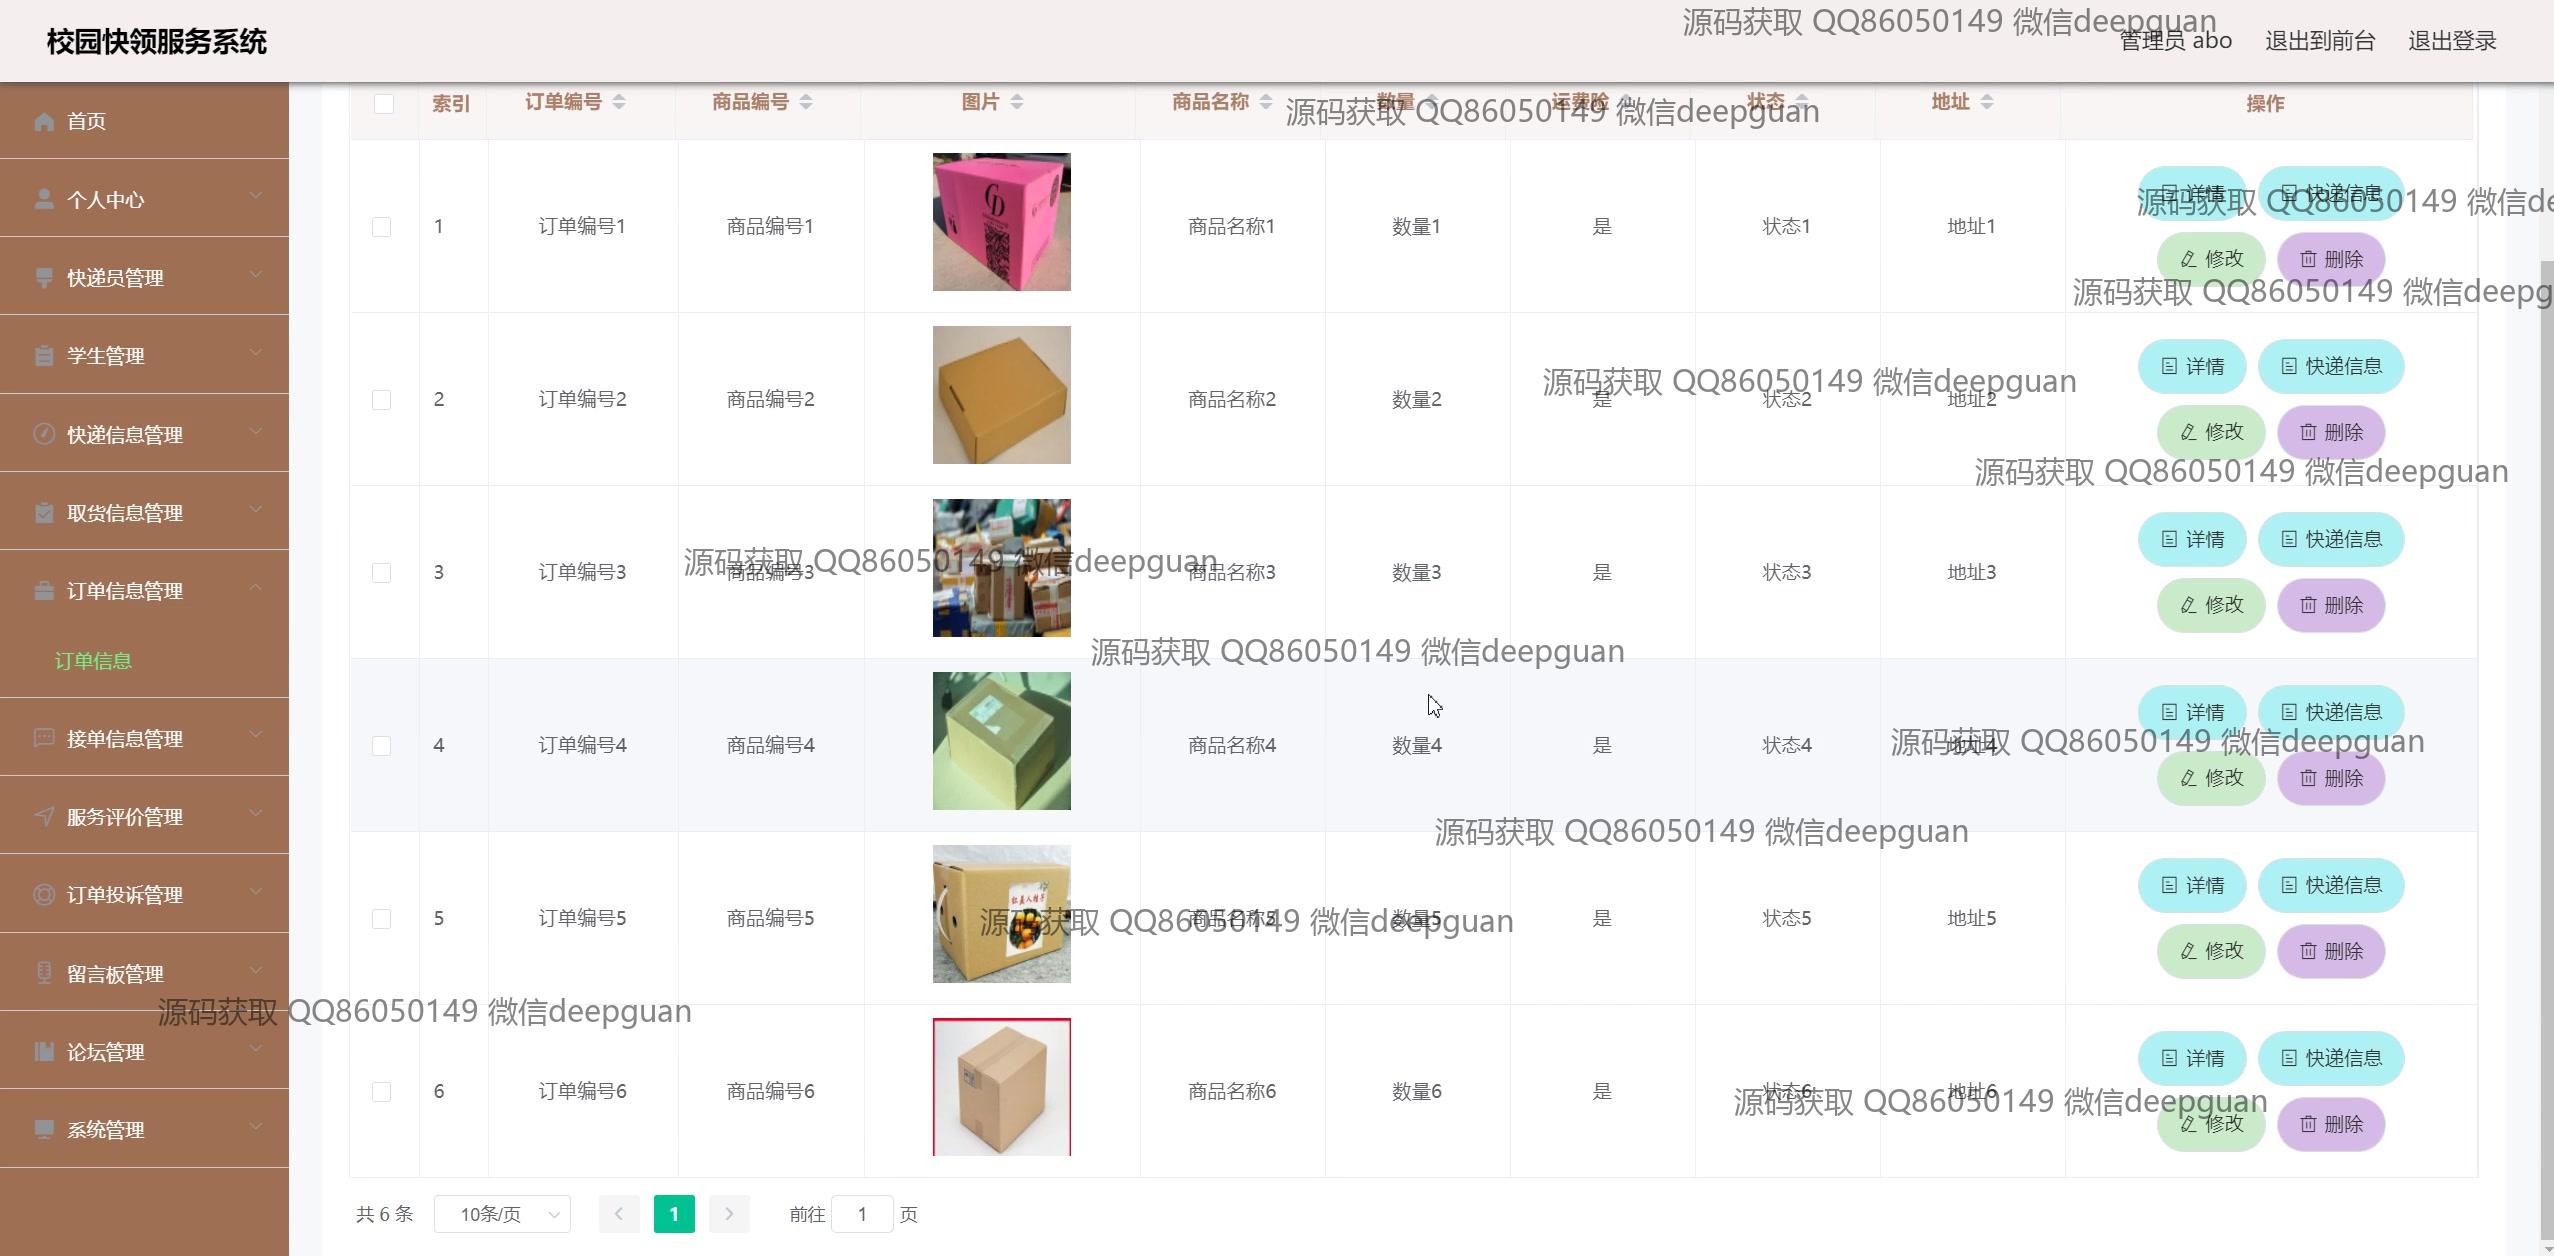 校园快领服务系统
管理员 abo 退出到前台 退出登录
源码获取 QQ86050149 微信deepguan
首页
个人中心
快递员管理
学生管理
快递信息管理
取货信息管理
订单信息管理
订单信息
接单信息管理
服务评价管理
订单投诉管理
留言板管理
论坛管理
系统管理
索引 订单编号 商品编号 图片 商品名称 数量 运费险 状态 地址 操作
源码获取 QQ86050149 微信deepguan
1 订单编号1 商品编号1 商品名称1 数量1 是 状态1 地址1
详情 快递信息
源码获取 QQ86050149 微信de
修改 删除
源码获取 QQ86050149 微信deepg
2 订单编号2 商品编号2 商品名称2 数量2 是 状态2 地址2
详情 快递信息
源码获取 QQ86050149 微信deepguan
修改 删除
源码获取 QQ86050149 微信deepguan
3 订单编号3 商品编号3 商品名称3 数量3 是 状态3 地址3
详情 快递信息
源码获取 QQ86050149 微信deepguan
修改 删除
源码获取 QQ86050149 微信deepguan
4 订单编号4 商品编号4 商品名称4 数量4 是 状态4 地址4
详情 快递信息
源码获取 QQ86050149 微信deepguan
修改 删除
源码获取 QQ86050149 微信deepguan
5 订单编号5 商品编号5 商品名称5 数量5 是 状态5 地址5
详情 快递信息
源码获取 QQ86050149 微信deepguan
修改 删除
源码获取 QQ86050149 微信deepguan
6 订单编号6 商品编号6 商品名称6 数量6 是 状态6 地址6
详情 快递信息
源码获取 QQ86050149 微信deepguan
修改 删除
共 6 条 10条/页 1 前往 1 页